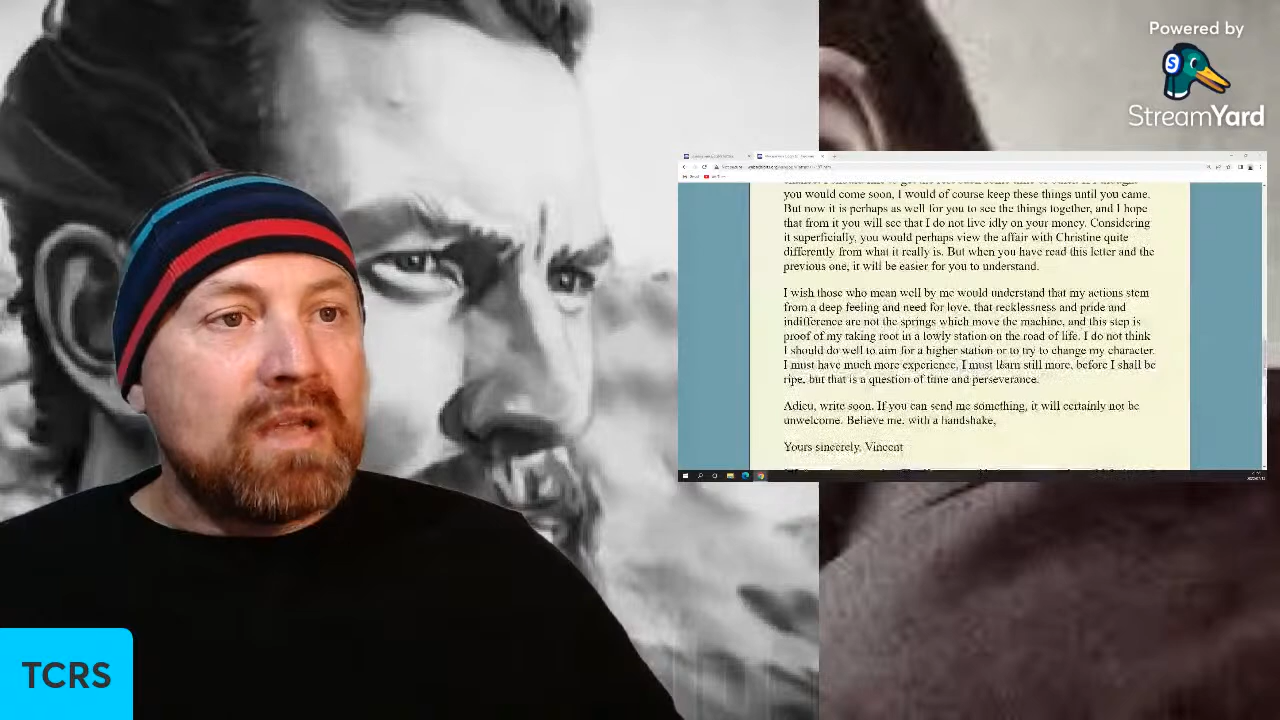 Powered by
StreamYard
you would come soon, I would of course keep these things until you came.
But now it is perhaps as well for you to see the things together, and I hope
that from it you will see that I do not live idly on your money. Considering
it superficially, you would perhaps view the affair with Christine quite
differently from what it really is. But when you have read this letter and the
previous one, it will be easier for you to understand.
I wish those who mean well by me would understand that my actions stem
from a deep feeling and need for love, that recklessness and pride and
indifference are not the springs which move the machine, and this step is
proof of my taking root in a lowly station on the road of life. I do not think
I should do well to aim for a higher station or to try to change my character.
I must have much more experience, I must learn still more, before I shall be
ripe, but that is a question of time and perseverance.
Adieu, write soon. If you can send me something, it will certainly not be
unwelcome. Believe me, with a handshake,
Yours sincerely, Vincent
TCRS